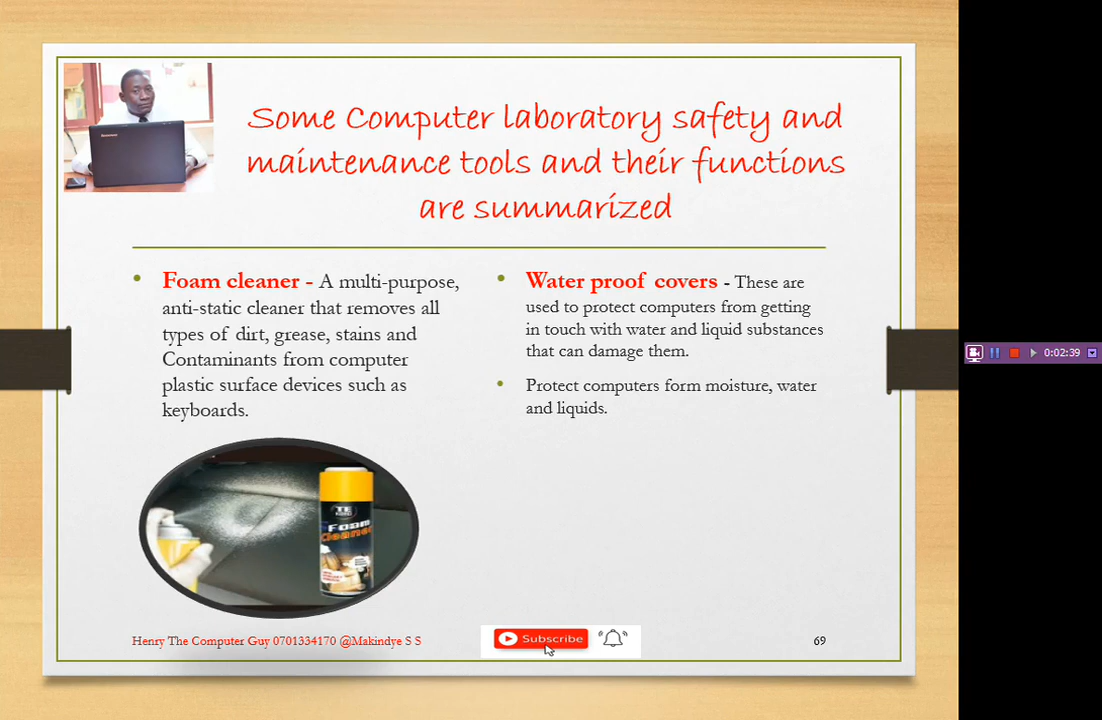 Some Computer laboratory safety and
maintenance tools and their functions
are summarized
Foam cleaner - A multi-purpose,
anti-static cleaner that removes all
types of dirt, grease, stains and
Contaminants from computer
plastic surface devices such as
keyboards.
Water proof covers - These are
used to protect computers from getting
in touch with water and liquid substances
that can damage them.
Protect computers form moisture, water
and liquids.
TE
Foam
Cleaner
Henry The Computer Guy 0701334170 @Makindye S S
Subscribe
69
0:02:39